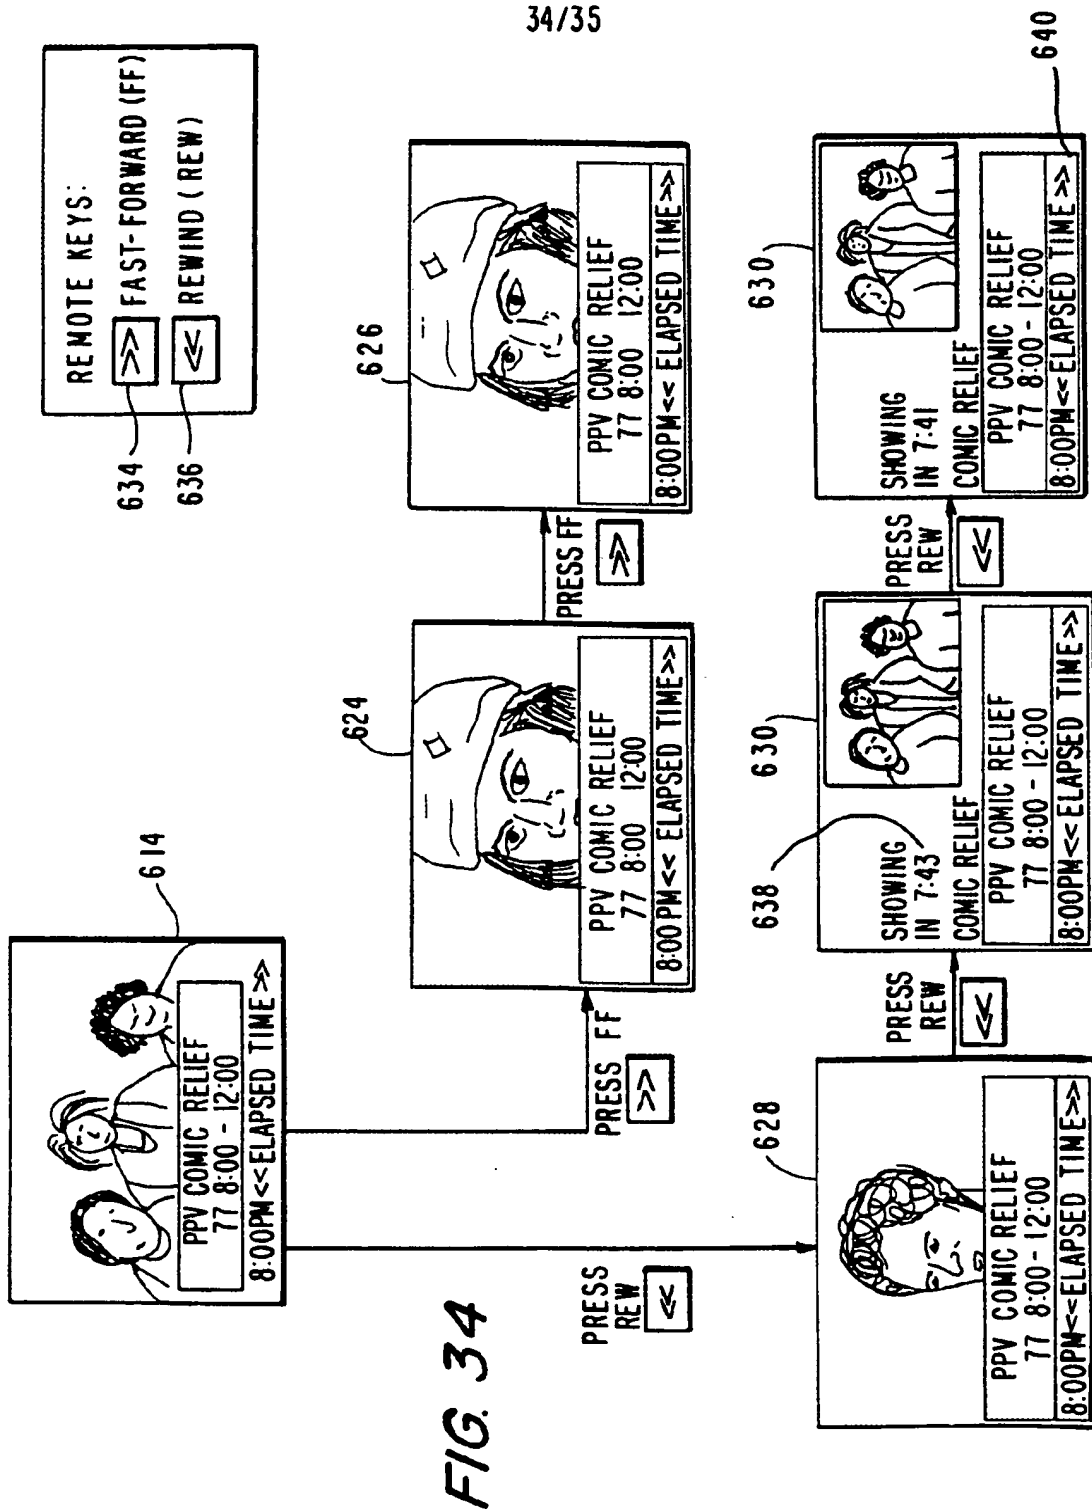 34/35
REMOTE KEYS:
>> FAST-FORWARD (FF)
<< REWIND (REW)
634
636
614
PPV COMIC RELIEF
77 8:00 - 12:00
8:00PM<<ELAPSED TIME>>
PRESS FF
>>
624
PPV COMIC RELIEF
77 8:00 12:00
8:00PM<< ELAPSED TIME>>
PRESS FF
>>
626
PPV COMIC RELIEF
77 8:00 12:00
8:00PM<< ELAPSED TIME>>
PRESS
REW
<<
628
PPV COMIC RELIEF
77 8:00-12:00
8:00PM<<ELAPSED TIME>>
PRESS
REW
<<
638
630
SHOWING
IN 7:43
COMIC RELIEF
PPV COMIC RELIEF
77 8:00 - 12:00
8:00PM<< ELAPSED TIME>>
PRESS
REW
<<
630
SHOWING
IN 7:41
COMIC RELIEF
PPV COMIC RELIEF
77 8:00 - 12:00
8:00PM<< ELAPSED TIME>>
640
FIG. 34